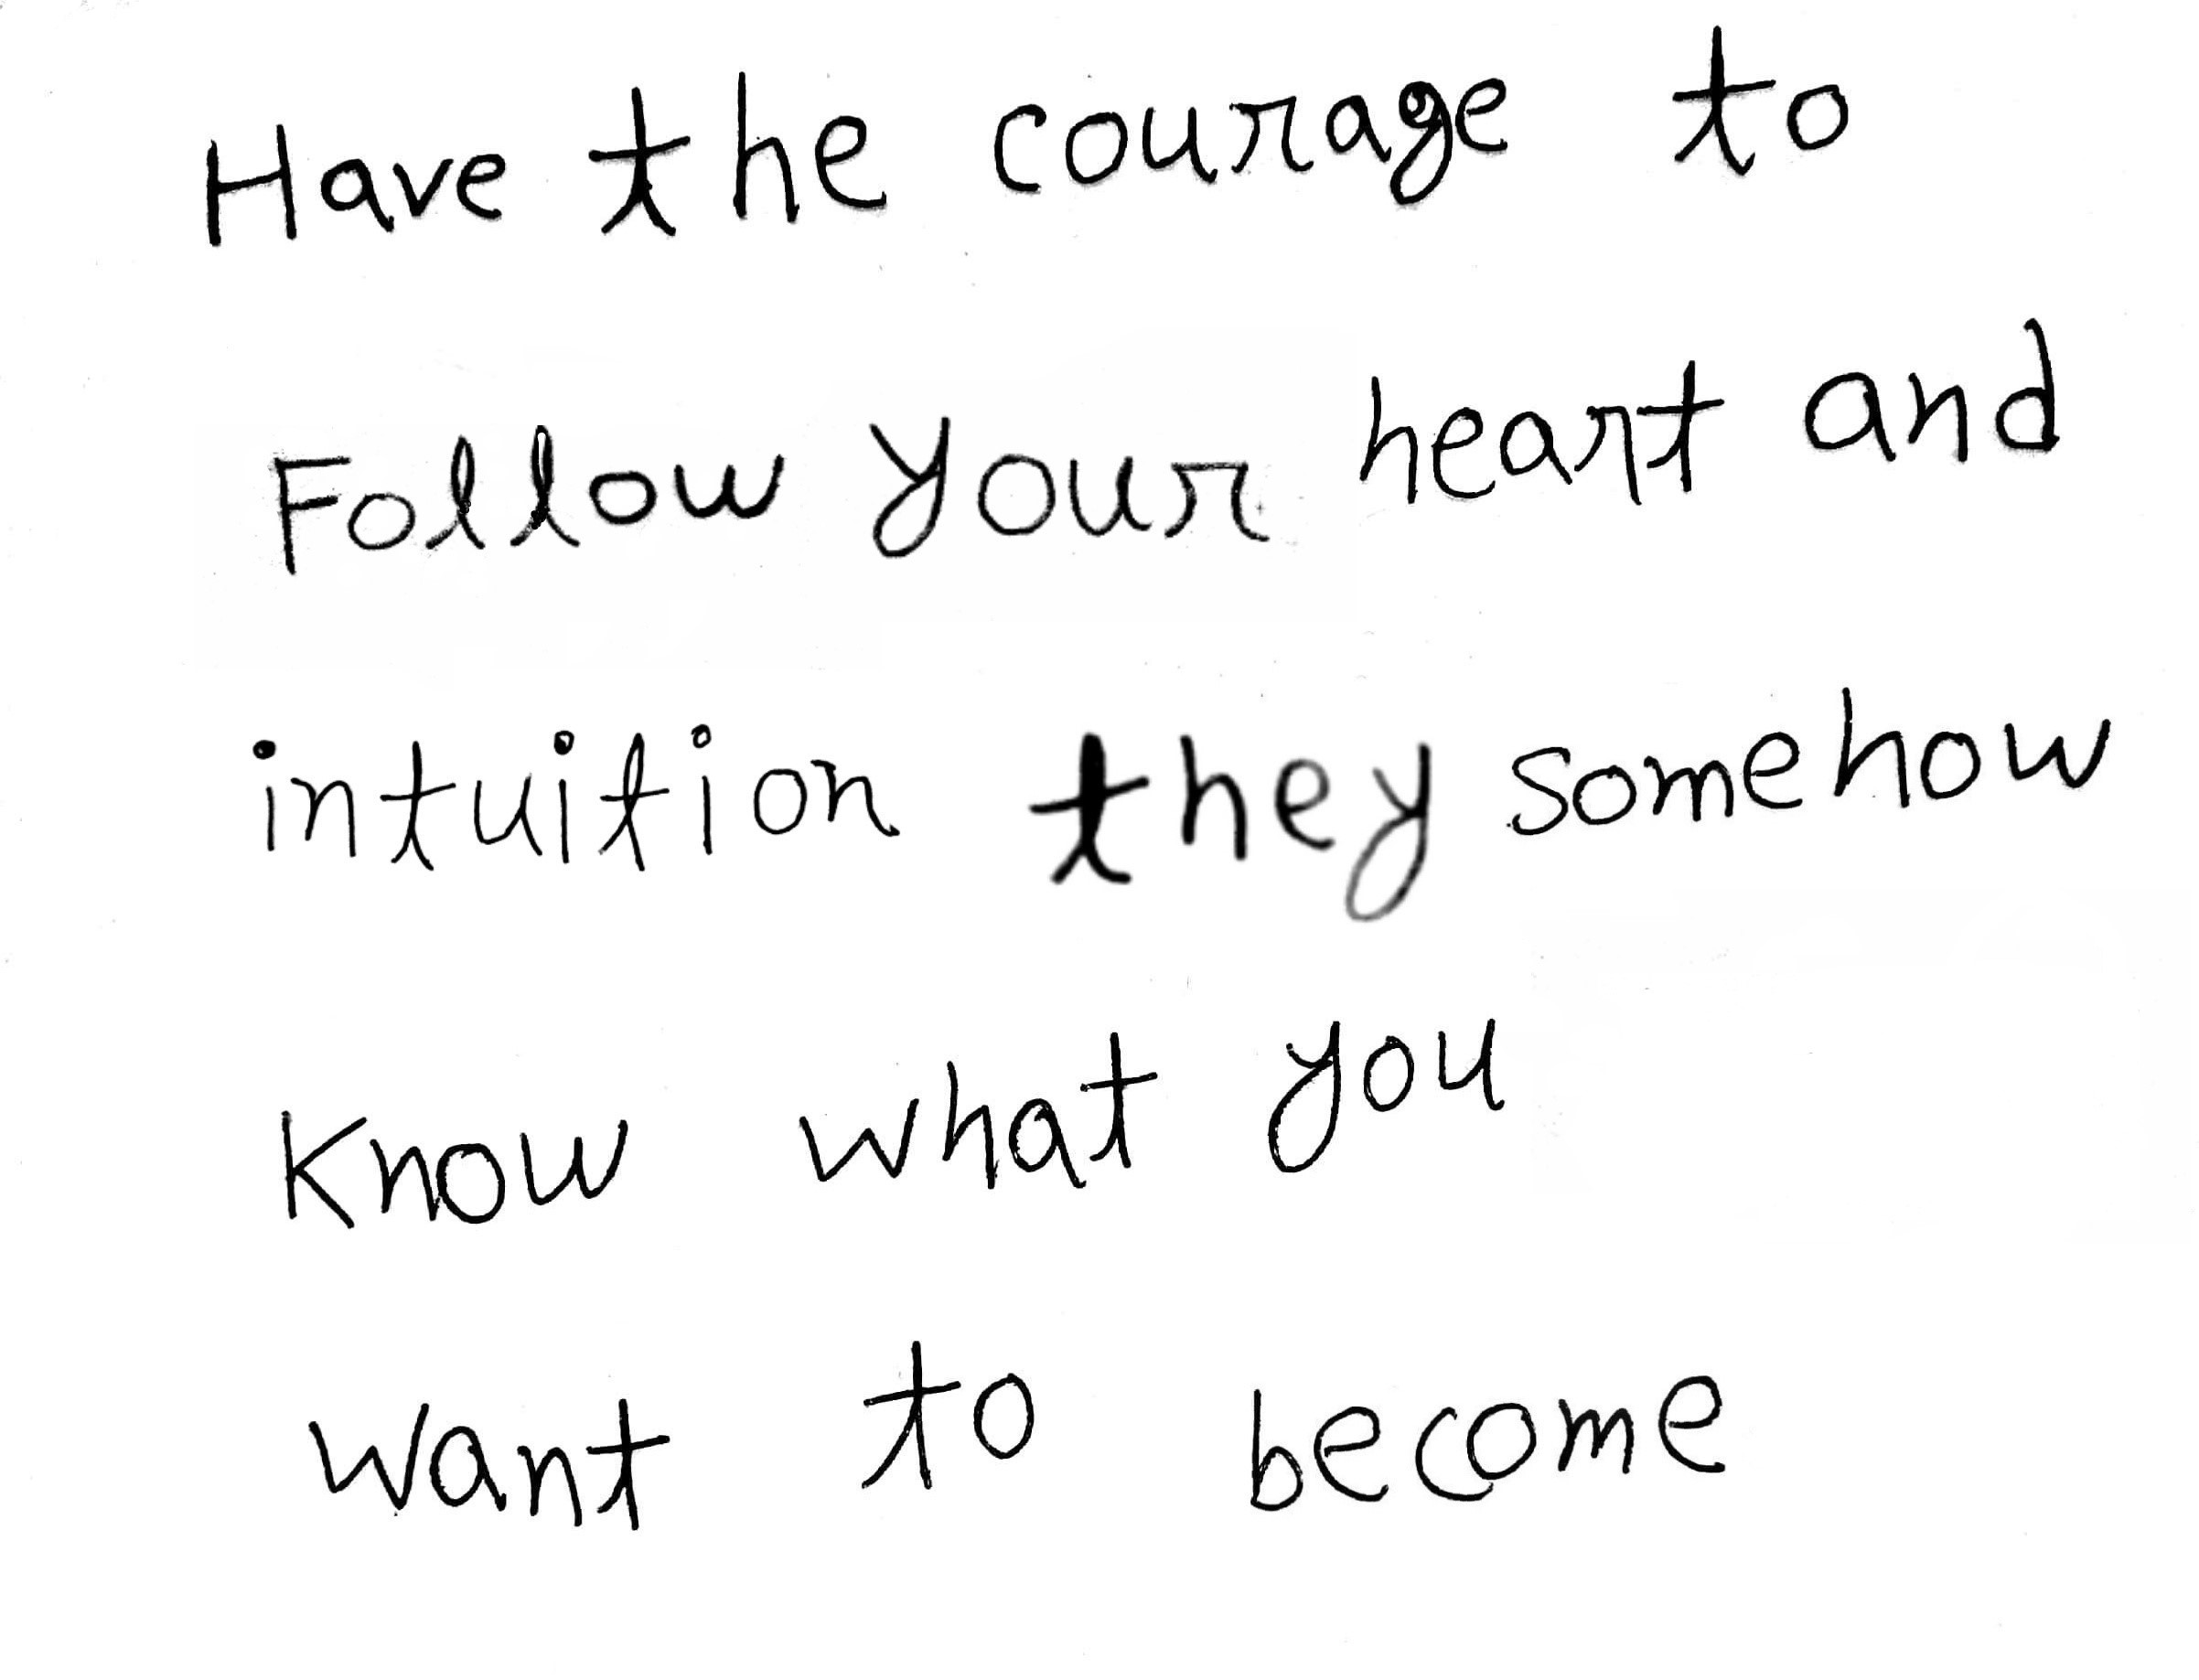 Have the courage to
Follow your heart and
intuition they somehow
Know what you
want to become